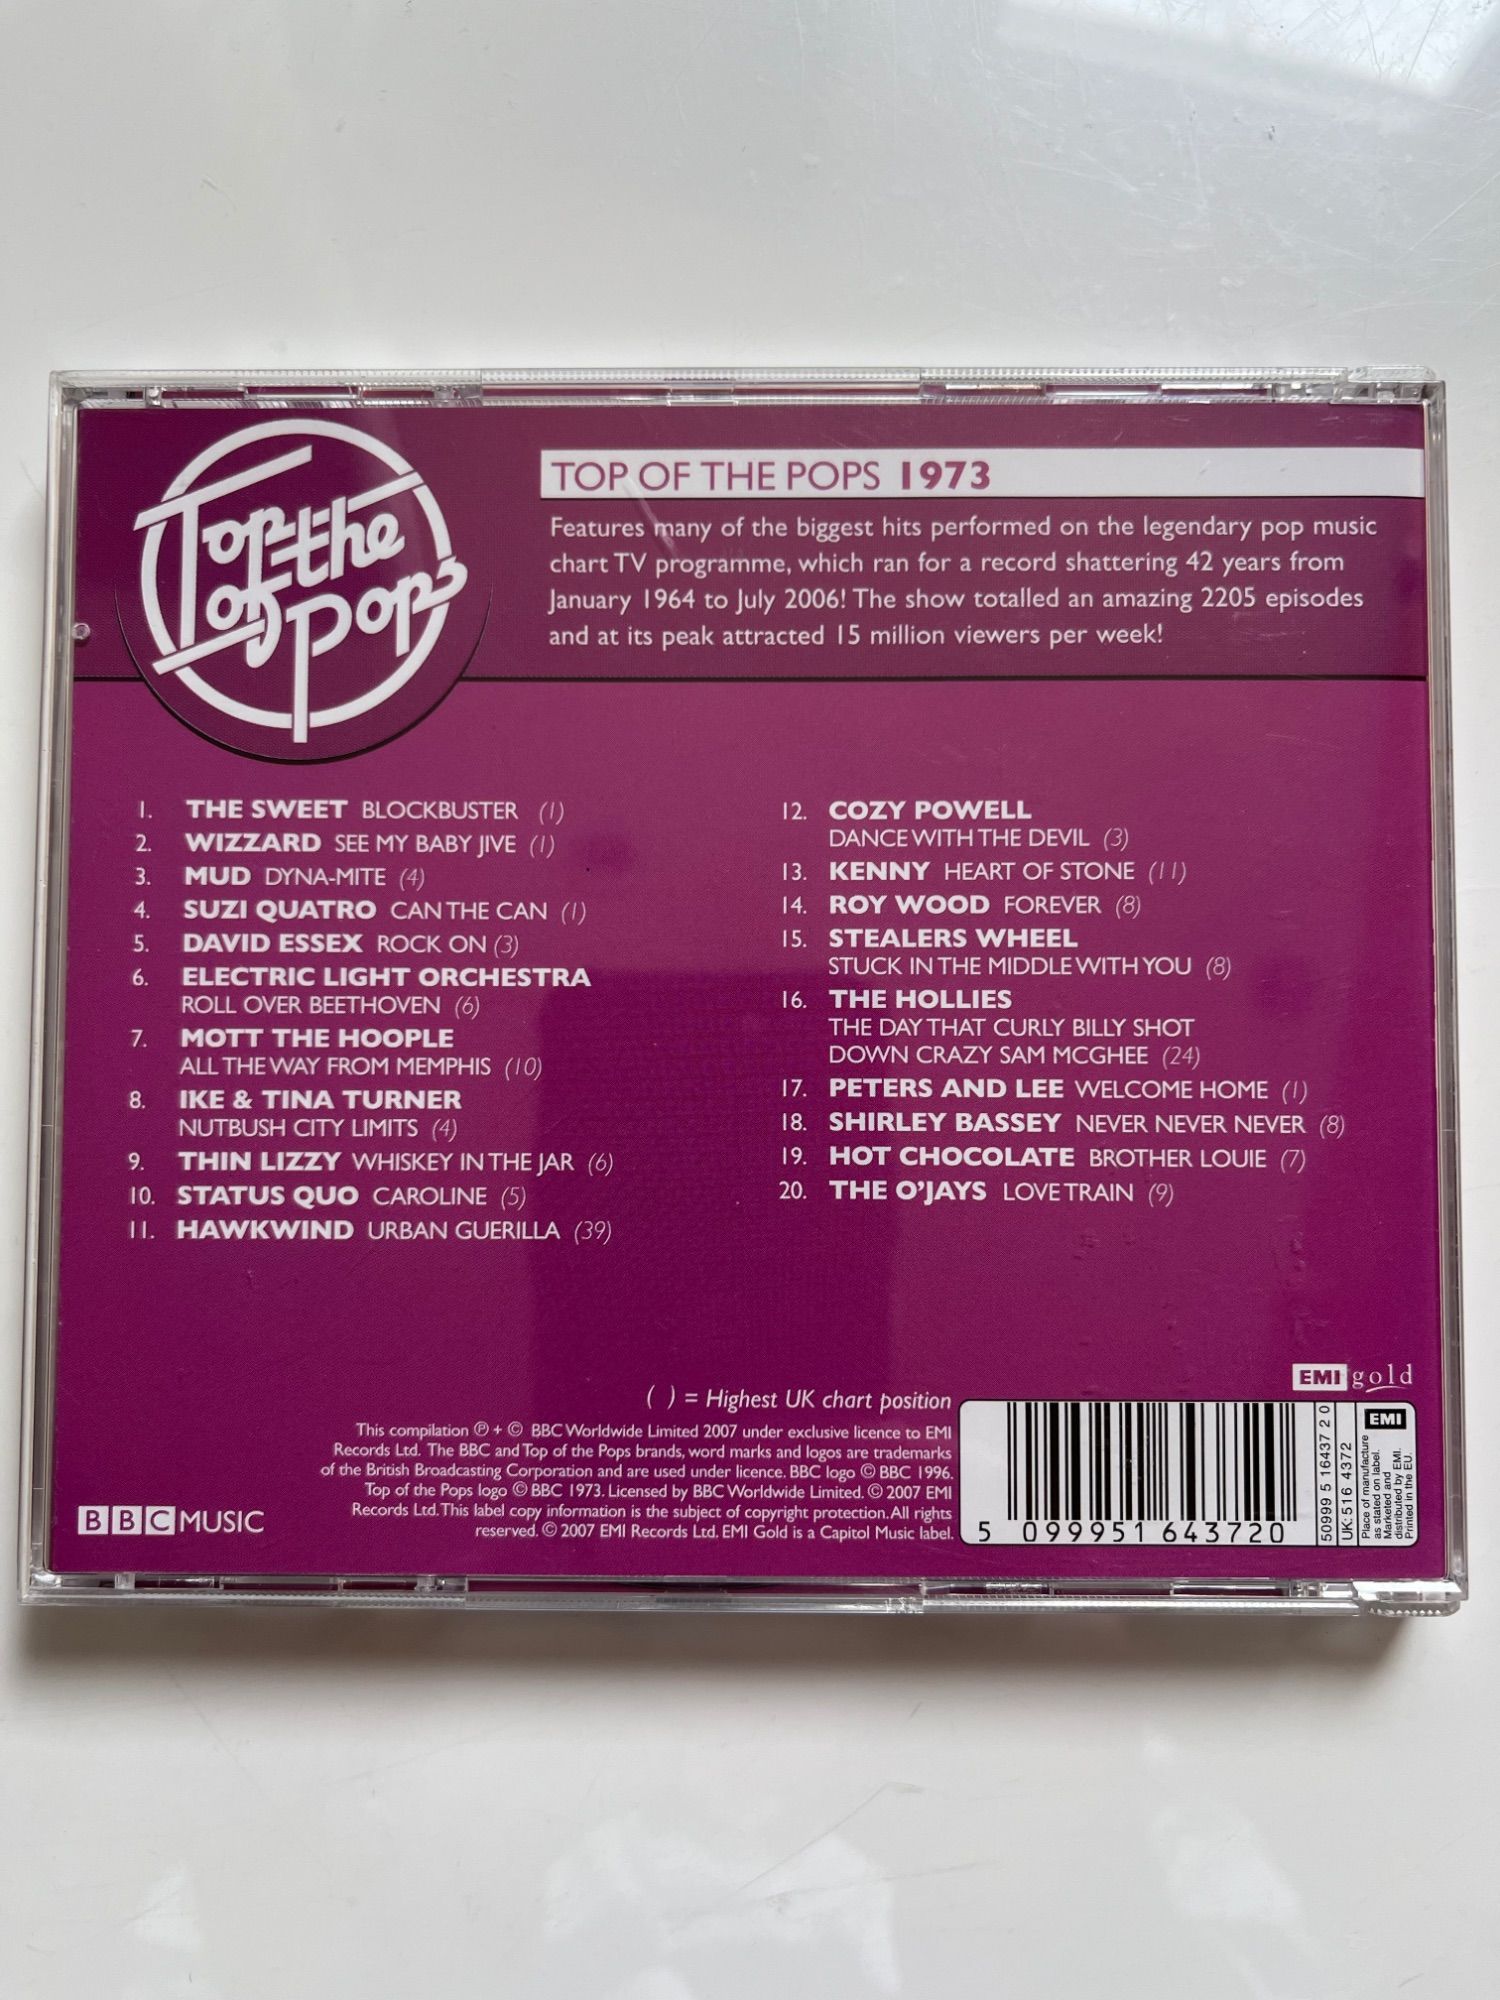 Top of the Pops
TOP OF THE POPS 1973
Features many of the biggest hits performed on the legendary pop music
chart TV programme, which ran for a record shattering 42 years from
January 1964 to July 2006! The show totalled an amazing 2205 episodes
and at its peak attracted 15 million viewers per week!
1. THE SWEET BLOCKBUSTER (1)
2. WIZZARD SEE MY BABY JIVE (1)
3. MUD DYNA-MITE (4)
4. SUZI QUATRO CAN THE CAN (1)
5. DAVID ESSEX ROCK ON (3)
6. ELECTRIC LIGHT ORCHESTRA
ROLL OVER BEETHOVEN (6)
7. MOTT THE HOOPLE
ALL THE WAY FROM MEMPHIS (10)
8. IKE & TINA TURNER
NUTBUSH CITY LIMITS (4)
9. THIN LIZZY WHISKEY IN THE JAR (6)
10. STATUS QUO CAROLINE (5)
11. HAWKWIND URBAN GUERILLA (39)
12. COZY POWELL
DANCE WITH THE DEVIL (3)
13. KENNY HEART OF STONE (11)
14. ROY WOOD FOREVER (8)
15. STEALERS WHEEL
STUCK IN THE MIDDLE WITH YOU (8)
16. THE HOLLIES
THE DAY THAT CURLY BILLY SHOT
DOWN CRAZY SAM MCGHEE (24)
17. PETERS AND LEE WELCOME HOME (1)
18. SHIRLEY BASSEY NEVER NEVER NEVER (8)
19. HOT CHOCOLATE BROTHER LOUIE (7)
20. THE O'JAYS LOVE TRAIN (9)
( ) = Highest UK chart position
This compilation ℗ + © BBC Worldwide Limited 2007 under exclusive licence to EMI
Records Ltd. The BBC and Top of the Pops brands, word marks and logos are trademarks
of the British Broadcasting Corporation and are used under licence. BBC logo © BBC 1996.
Top of the Pops logo © BBC 1973. Licensed by BBC Worldwide Limited. © 2007 EMI
Records Ltd. This label copy information is the subject of copyright protection. All rights
reserved. © 2007 EMI Records Ltd. EMI Gold is a Capitol Music label.
BBC MUSIC
EMI gold
5 099951 643720
50999 5 16437 2 0
UK: 516 4372
EMI
Place of manufacture
as stated on label.
Marketed and
distributed by EMI.
Printed in the EU.